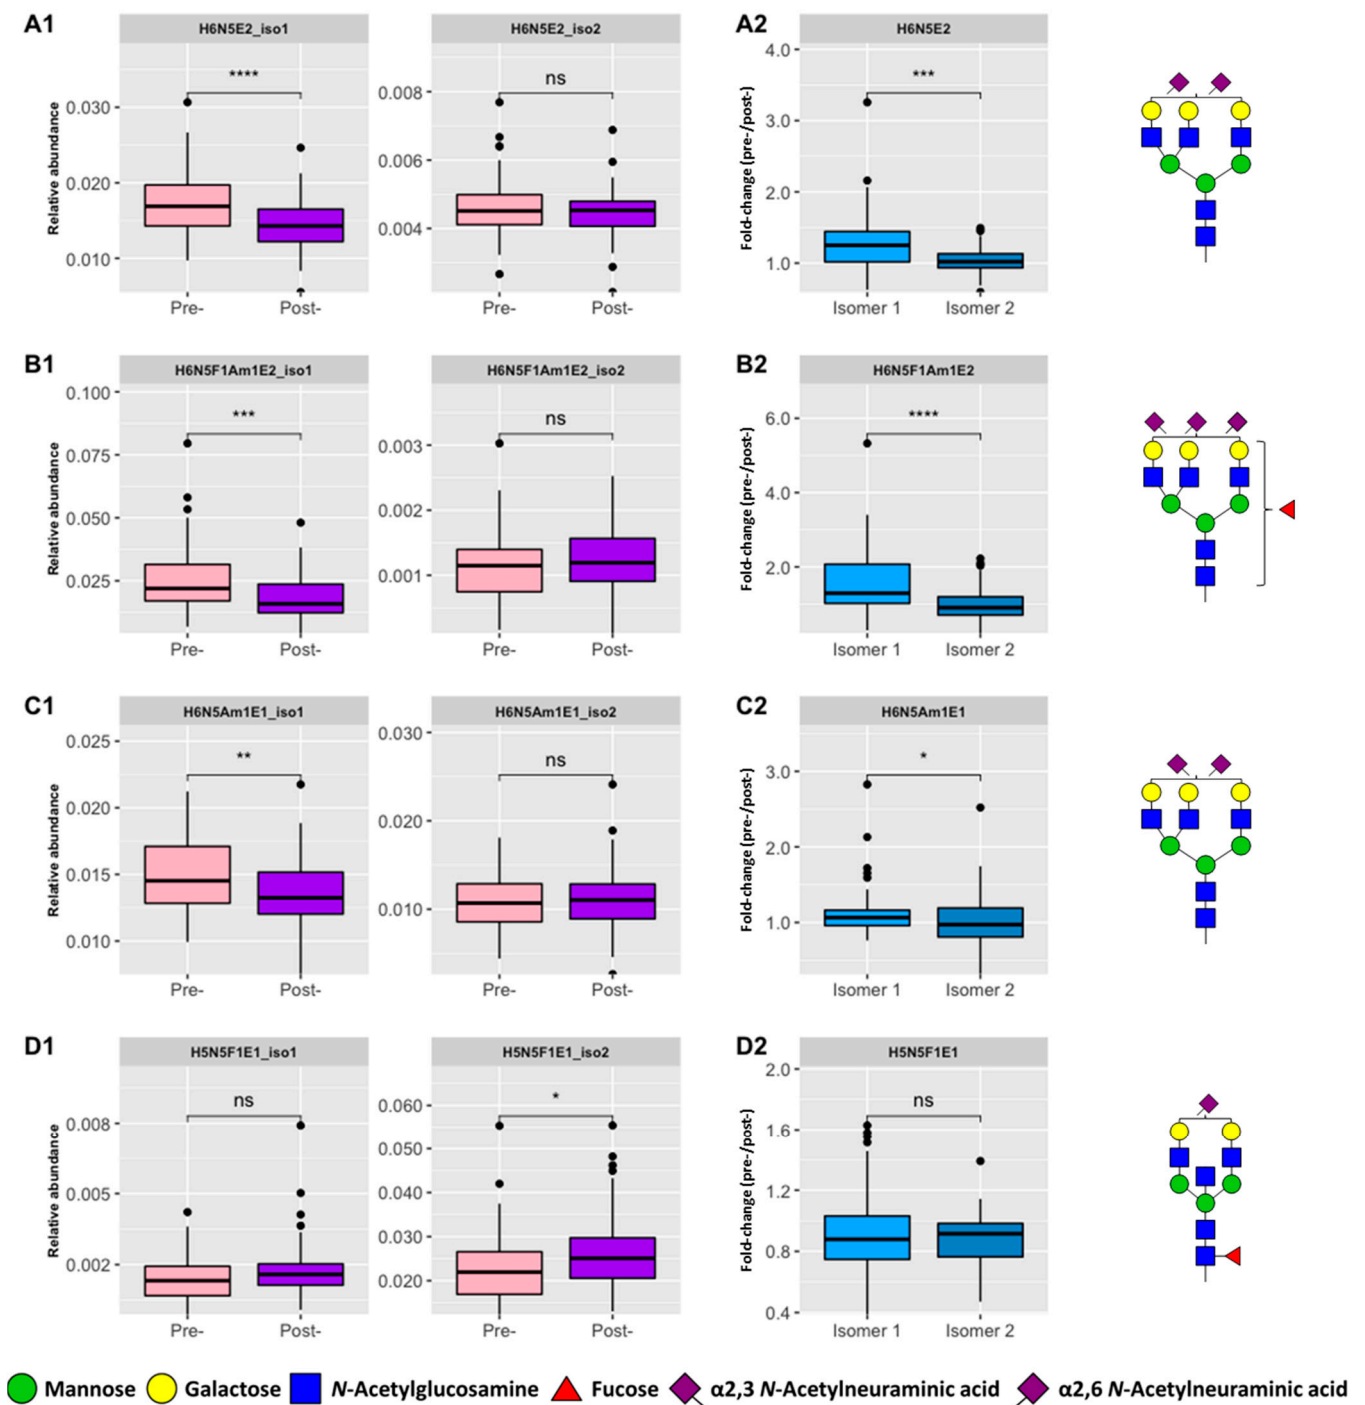 A1
H6N5E2_iso1
H6N5E2_iso2
A2
H6N5E2
Relative abundance
0.030
0.020
0.010
****
Pre-
Post-
0.008
0.006
0.004
ns
Pre-
Post-
Fold-change (pre-/post-)
4.0
3.0
2.0
1.0
***
Isomer 1
Isomer 2
B1
H6N5F1Am1E2_iso1
H6N5F1Am1E2_iso2
B2
H6N5F1Am1E2
Relative abundance
0.100
0.075
0.050
0.025
***
Pre-
Post-
0.003
0.002
0.001
ns
Pre-
Post-
Fold-change (pre-/post-)
6.0
4.0
2.0
****
Isomer 1
Isomer 2
C1
H6N5Am1E1_iso1
H6N5Am1E1_iso2
C2
H6N5Am1E1
Relative abundance
0.025
0.020
0.015
0.010
**
Pre-
Post-
0.030
0.020
0.010
ns
Pre-
Post-
Fold-change (pre-/post-)
3.0
2.0
1.0
*
Isomer 1
Isomer 2
D1
H5N5F1E1_iso1
H5N5F1E1_iso2
D2
H5N5F1E1
Relative abundance
0.008
0.005
0.002
ns
Pre-
Post-
0.060
0.050
0.040
0.030
0.020
*
Pre-
Post-
Fold-change (pre-/post-)
2.0
1.6
1.2
0.8
0.4
ns
Isomer 1
Isomer 2
Mannose Galactose N-Acetylglucosamine Fucose α2,3 N-Acetylneuraminic acid α2,6 N-Acetylneuraminic acid